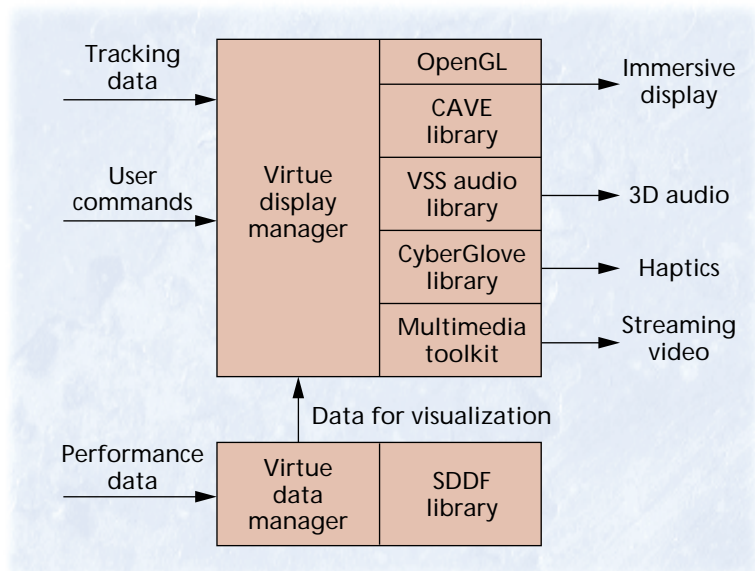 Tracking
data
User
commands
Virtue
display
manager
OpenGL
CAVE
library
VSS audio
library
CyberGlove
library
Multimedia
toolkit
Immersive
display
3D audio
Haptics
Streaming
video
Data for visualization
Performance
data
Virtue
data
manager
SDDF
library